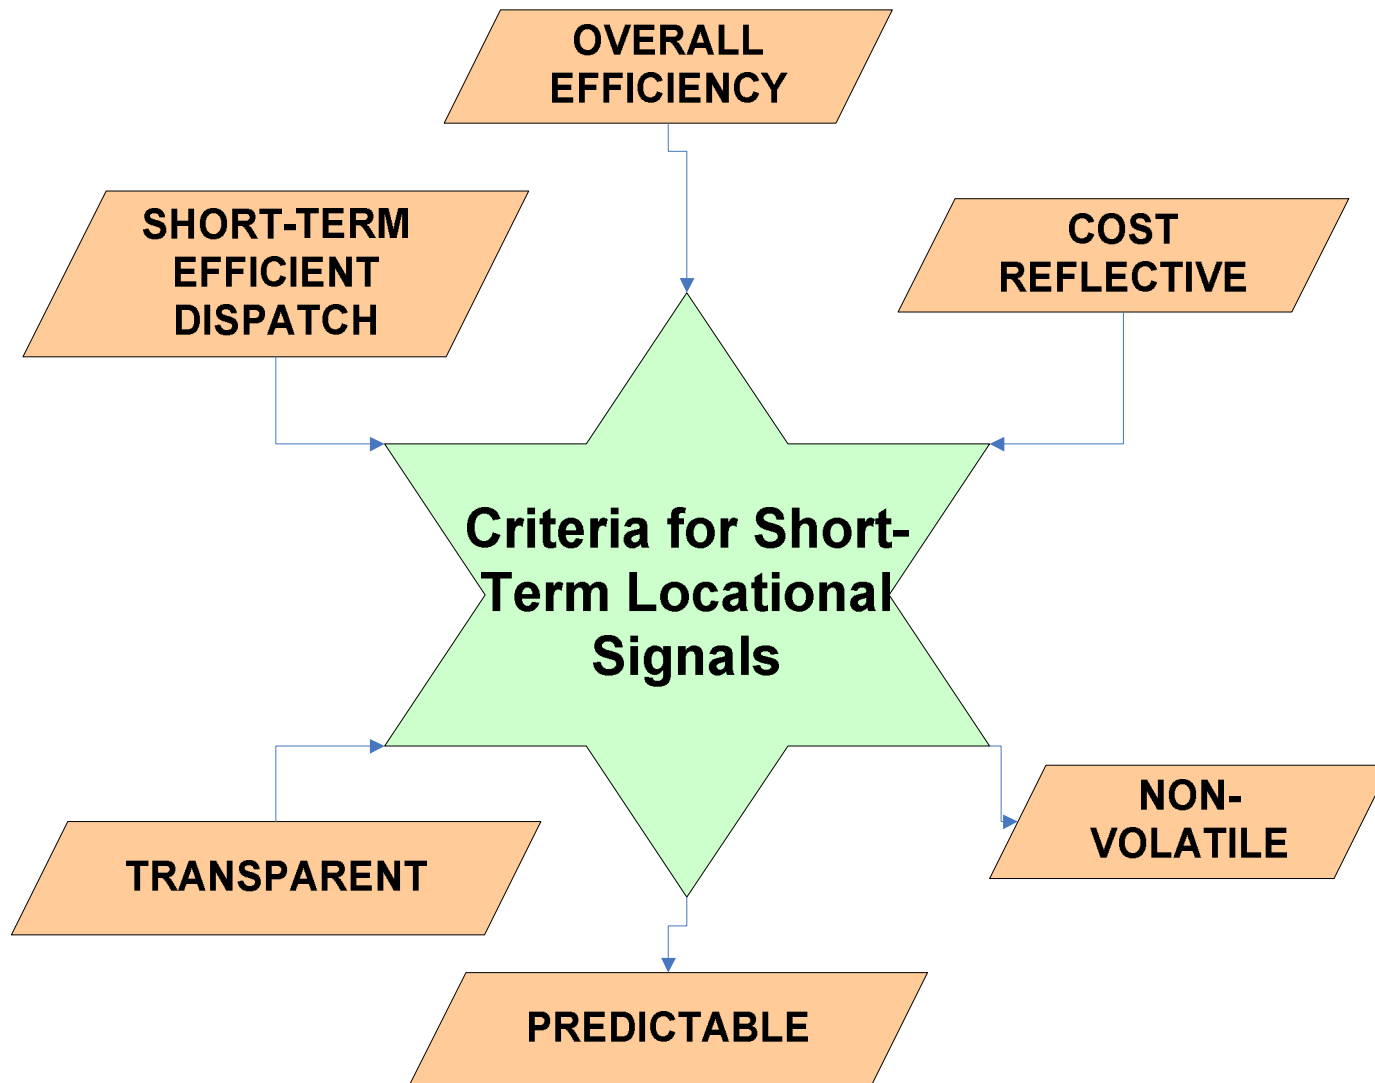 OVERALL
EFFICIENCY
SHORT-TERM
EFFICIENT
DISPATCH
COST
REFLECTIVE
Criteria for Short-
Term Locational
Signals
NON-
VOLATILE
TRANSPARENT
PREDICTABLE